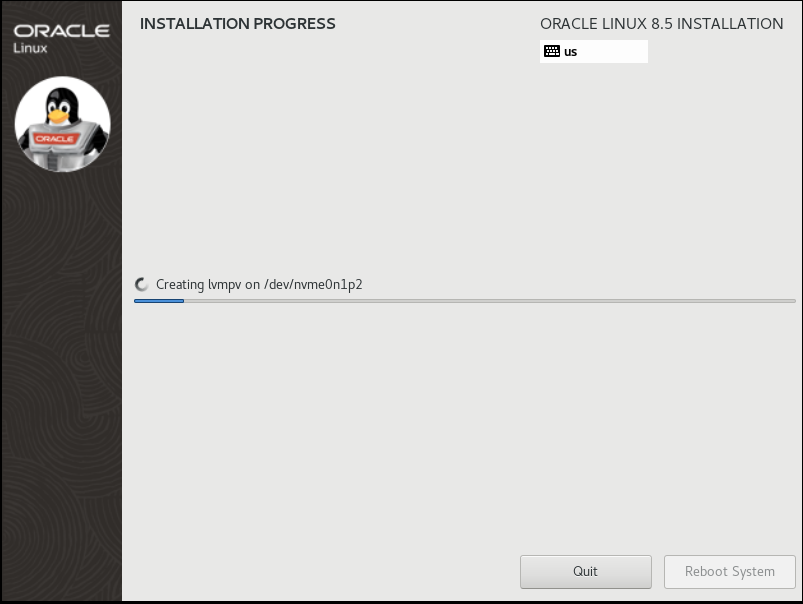 ORACLE
Linux
ORACLE
INSTALLATION PROGRESS
ORACLE LINUX 8.5 INSTALLATION
us
Creating lvmpv on /dev/nvme0n1p2
Quit
Reboot System